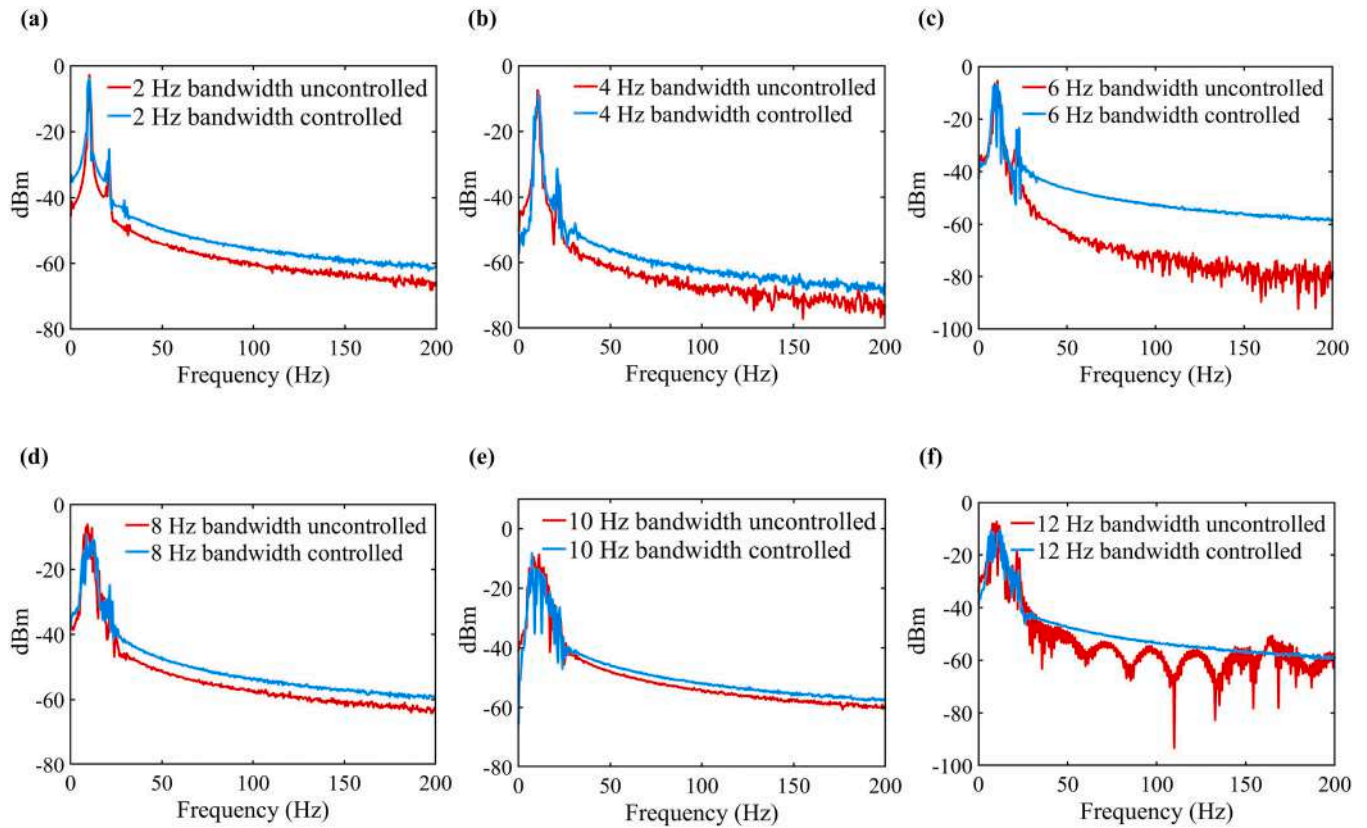 (a)
(b)
(c)
0
-20
-40
-60
-80
dBm
2 Hz bandwidth uncontrolled
2 Hz bandwidth controlled
0
50
100
150
200
Frequency (Hz)
0
-20
-40
-60
-80
dBm
4 Hz bandwidth uncontrolled
4 Hz bandwidth controlled
0
50
100
150
200
Frequency (Hz)
0
-20
-40
-60
-80
-100
dBm
6 Hz bandwidth uncontrolled
6 Hz bandwidth controlled
0
50
100
150
200
Frequency (Hz)
(d)
(e)
(f)
0
-20
-40
-60
-80
dBm
8 Hz bandwidth uncontrolled
8 Hz bandwidth controlled
0
50
100
150
200
Frequency (Hz)
0
-20
-40
-60
-80
dBm
10 Hz bandwidth uncontrolled
10 Hz bandwidth controlled
0
50
100
150
200
Frequency (Hz)
0
-20
-40
-60
-80
-100
dBm
12 Hz bandwidth uncontrolled
12 Hz bandwidth controlled
0
50
100
150
200
Frequency (Hz)